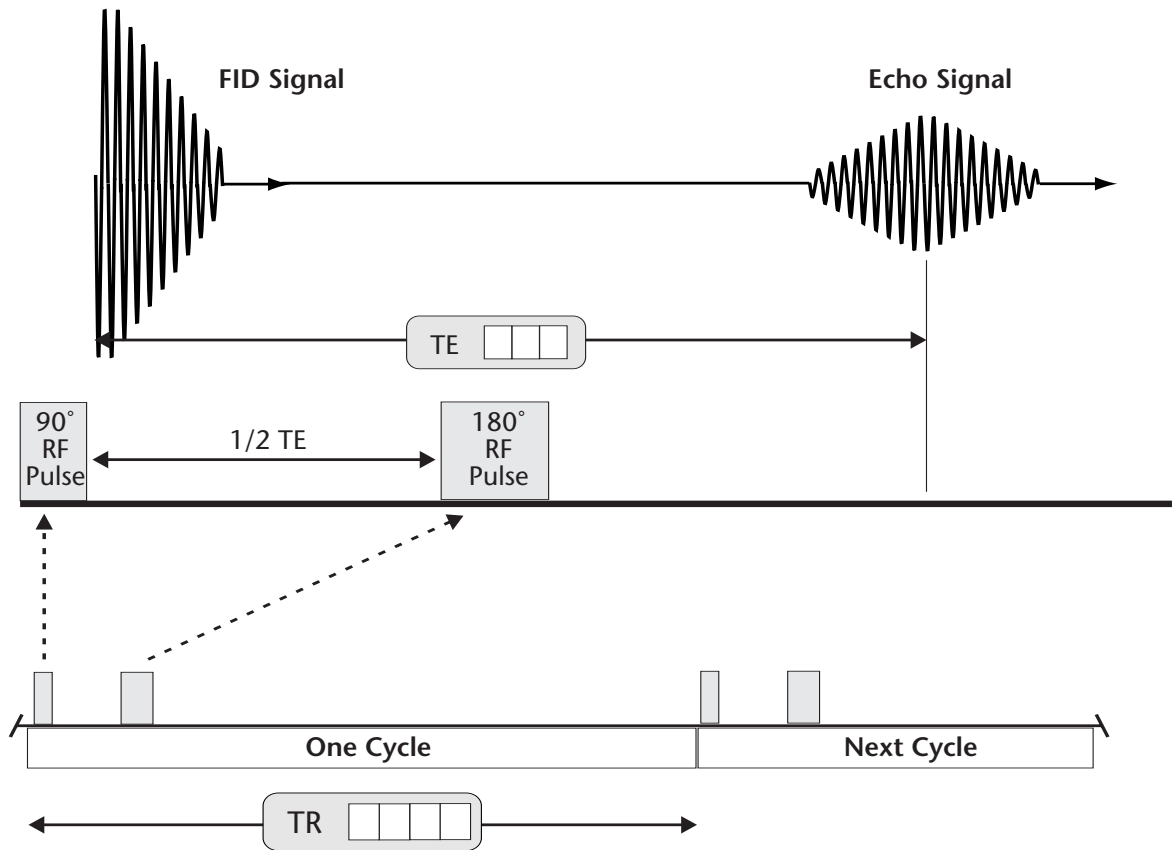 FID Signal
Echo Signal
TE
90°
RF
Pulse
1/2 TE
180°
RF
Pulse
One Cycle
Next Cycle
TR